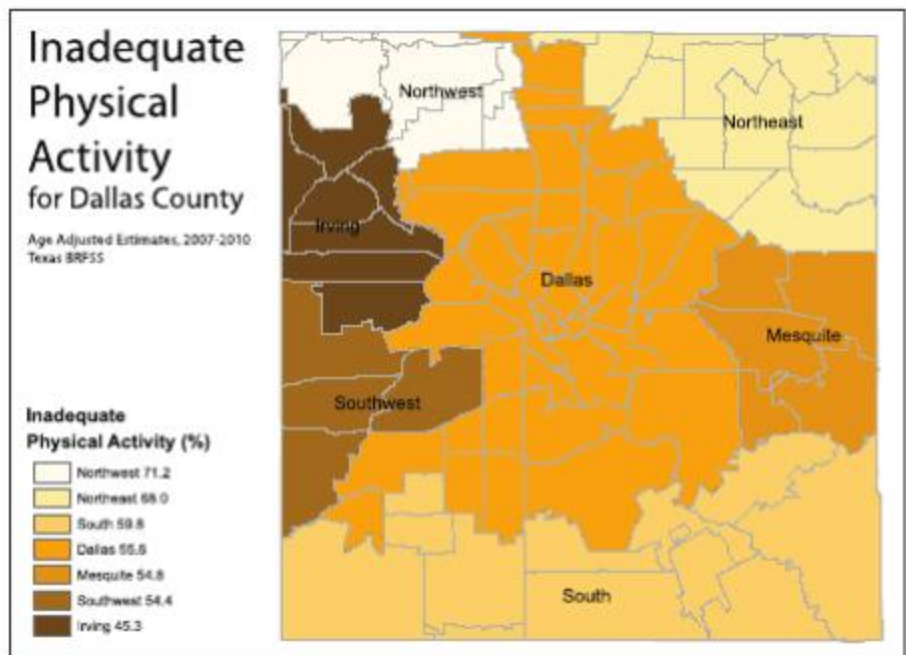 Inadequate
Physical
Activity
for Dallas County
Age Adjusted Estimates, 2007-2010
Texas BRFSS
Northwest
Northeast
Irving
Dallas
Mesquite
Southwest
South
Inadequate
Physical Activity (%)
Northwest 71.2
Northeast 68.0
South 59.8
Dallas 55.6
Mesquite 54.8
Southwest 54.4
Irving 45.3